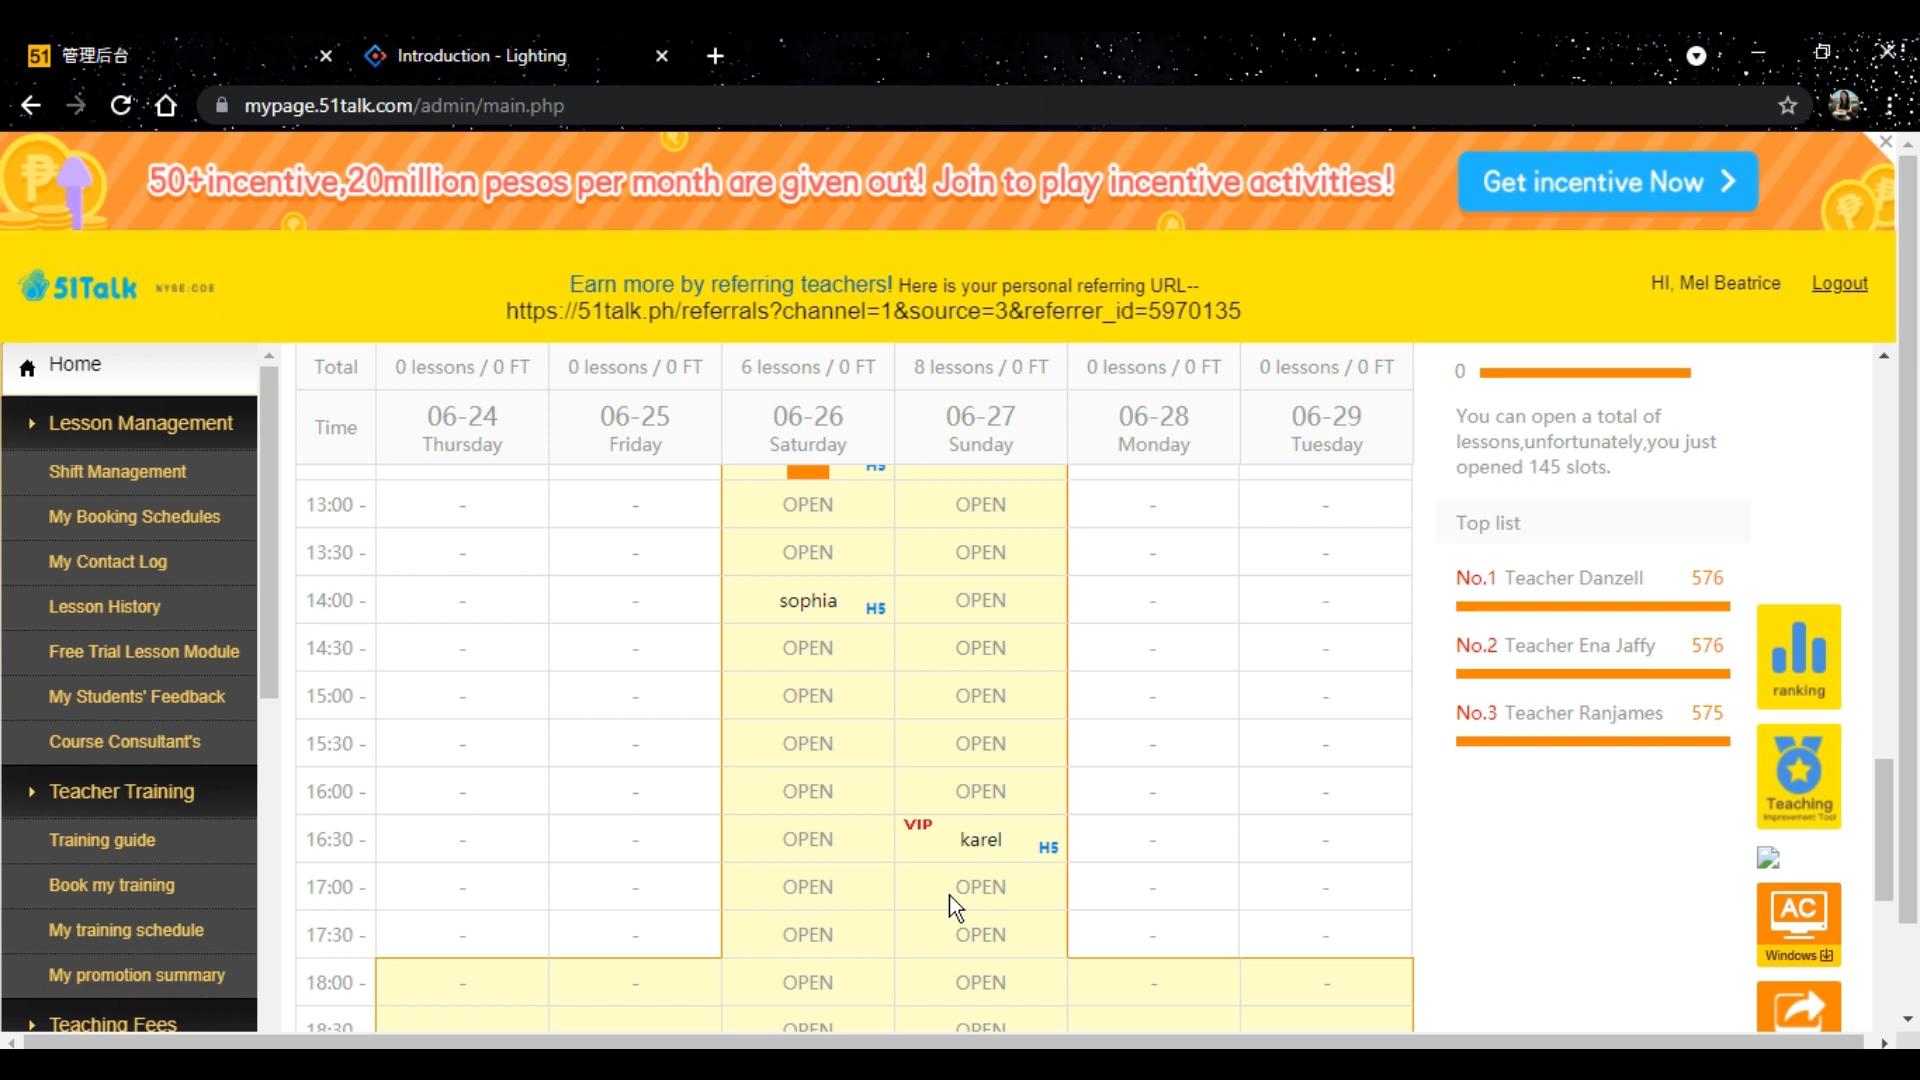 51 管理后台
Introduction - Lighting
mypage.51talk.com/admin/main.php
50+incentive,20million pesos per month are given out! Join to play incentive activities!
Get incentive Now
51Talk NYSE:COE
Earn more by referring teachers! Here is your personal referring URL--
https://51talk.ph/referrals?channel=1&source=3&referrer_id=5970135
HI, Mel Beatrice Logout
Home
Lesson Management
Shift Management
My Booking Schedules
My Contact Log
Lesson History
Free Trial Lesson Module
My Students' Feedback
Course Consultant's
Teacher Training
Training guide
Book my training
My training schedule
My promotion summary
Teaching Fees
Total 0 lessons / 0 FT 0 lessons / 0 FT 6 lessons / 0 FT 8 lessons / 0 FT 0 lessons / 0 FT 0 lessons / 0 FT
Time 06-24 06-25 06-26 06-27 06-28 06-29
Thursday Friday Saturday Sunday Monday Tuesday
H5
13:00 - - - OPEN OPEN - -
13:30 - - - OPEN OPEN - -
14:00 - - - sophia H5 OPEN - -
14:30 - - - OPEN OPEN - -
15:00 - - - OPEN OPEN - -
15:30 - - - OPEN OPEN - -
16:00 - - - OPEN OPEN - -
16:30 - - - OPEN VIP karel H5 - -
17:00 - - - OPEN OPEN - -
17:30 - - - OPEN OPEN - -
18:00 - - - OPEN OPEN - -
18:30 OPEN OPEN
0
You can open a total of
lessons,unfortunately,you just
opened 145 slots.
Top list
No.1 Teacher Danzell 576
No.2 Teacher Ena Jaffy 576
No.3 Teacher Ranjames 575
ranking
Teaching
Improvement Tool
AC
Windows